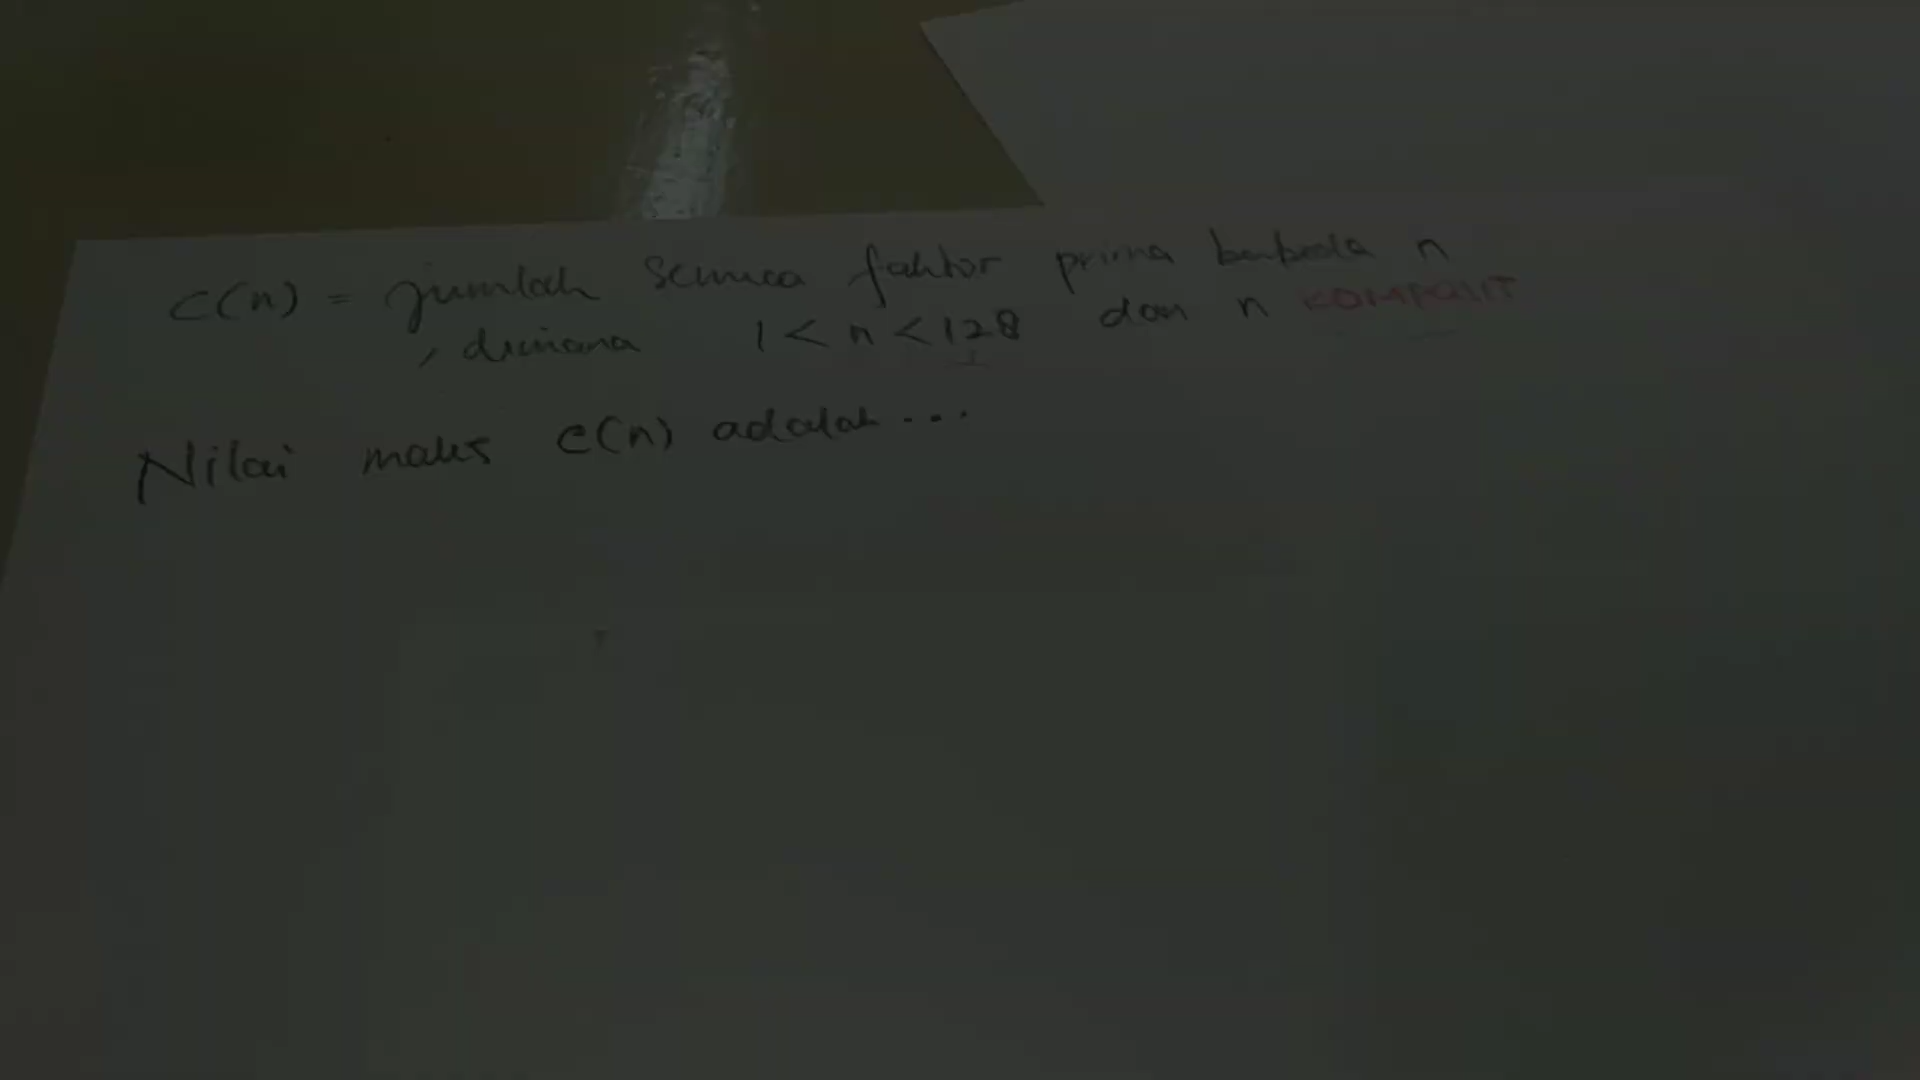 C(n) = jumlah semua faktor prima berbeda n
, dimana 1 < n < 128 dan n KOMPOSIT
Nilai maks C(n) adalah ...